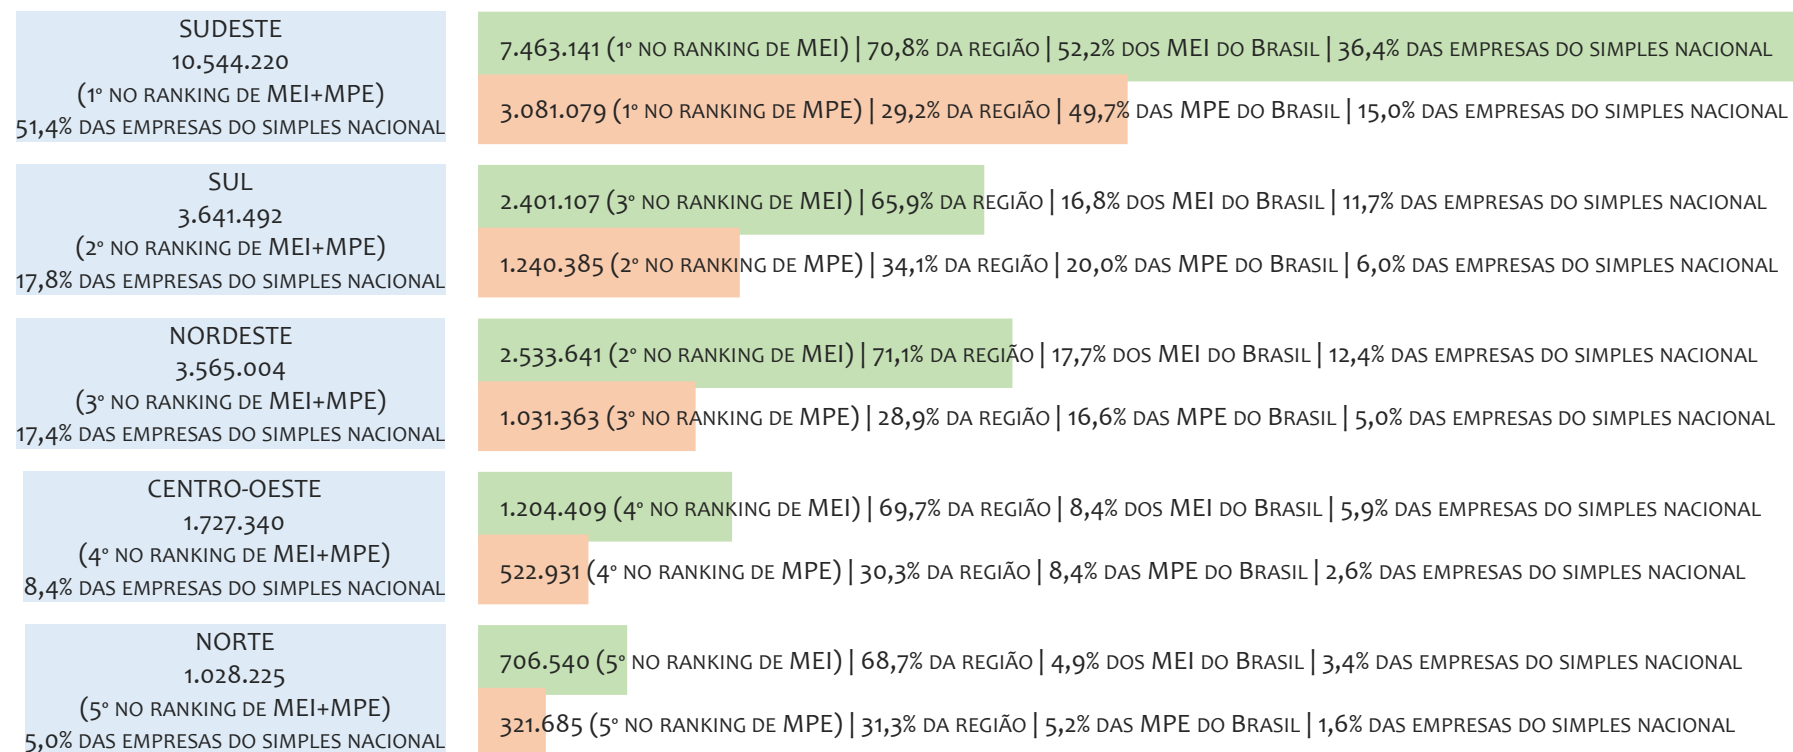 SUDESTE
10.544.220
(1º NO RANKING DE MEI+MPE)
51,4% DAS EMPRESAS DO SIMPLES NACIONAL
7.463.141 (1º NO RANKING DE MEI) | 70,8% DA REGIÃO | 52,2% DOS MEI DO BRASIL | 36,4% DAS EMPRESAS DO SIMPLES NACIONAL
3.081.079 (1º NO RANKING DE MPE) | 29,2% DA REGIÃO | 49,7% DAS MPE DO BRASIL | 15,0% DAS EMPRESAS DO SIMPLES NACIONAL
SUL
3.641.492
(2º NO RANKING DE MEI+MPE)
17,8% DAS EMPRESAS DO SIMPLES NACIONAL
2.401.107 (3º NO RANKING DE MEI) | 65,9% DA REGIÃO | 16,8% DOS MEI DO BRASIL | 11,7% DAS EMPRESAS DO SIMPLES NACIONAL
1.240.385 (2º NO RANKING DE MPE) | 34,1% DA REGIÃO | 20,0% DAS MPE DO BRASIL | 6,0% DAS EMPRESAS DO SIMPLES NACIONAL
NORDESTE
3.565.004
(3º NO RANKING DE MEI+MPE)
17,4% DAS EMPRESAS DO SIMPLES NACIONAL
2.533.641 (2º NO RANKING DE MEI) | 71,1% DA REGIÃO | 17,7% DOS MEI DO BRASIL | 12,4% DAS EMPRESAS DO SIMPLES NACIONAL
1.031.363 (3º NO RANKING DE MPE) | 28,9% DA REGIÃO | 16,6% DAS MPE DO BRASIL | 5,0% DAS EMPRESAS DO SIMPLES NACIONAL
CENTRO-OESTE
1.727.340
(4º NO RANKING DE MEI+MPE)
8,4% DAS EMPRESAS DO SIMPLES NACIONAL
1.204.409 (4º NO RANKING DE MEI) | 69,7% DA REGIÃO | 8,4% DOS MEI DO BRASIL | 5,9% DAS EMPRESAS DO SIMPLES NACIONAL
522.931 (4º NO RANKING DE MPE) | 30,3% DA REGIÃO | 8,4% DAS MPE DO BRASIL | 2,6% DAS EMPRESAS DO SIMPLES NACIONAL
NORTE
1.028.225
(5º NO RANKING DE MEI+MPE)
5,0% DAS EMPRESAS DO SIMPLES NACIONAL
706.540 (5º NO RANKING DE MEI) | 68,7% DA REGIÃO | 4,9% DOS MEI DO BRASIL | 3,4% DAS EMPRESAS DO SIMPLES NACIONAL
321.685 (5º NO RANKING DE MPE) | 31,3% DA REGIÃO | 5,2% DAS MPE DO BRASIL | 1,6% DAS EMPRESAS DO SIMPLES NACIONAL